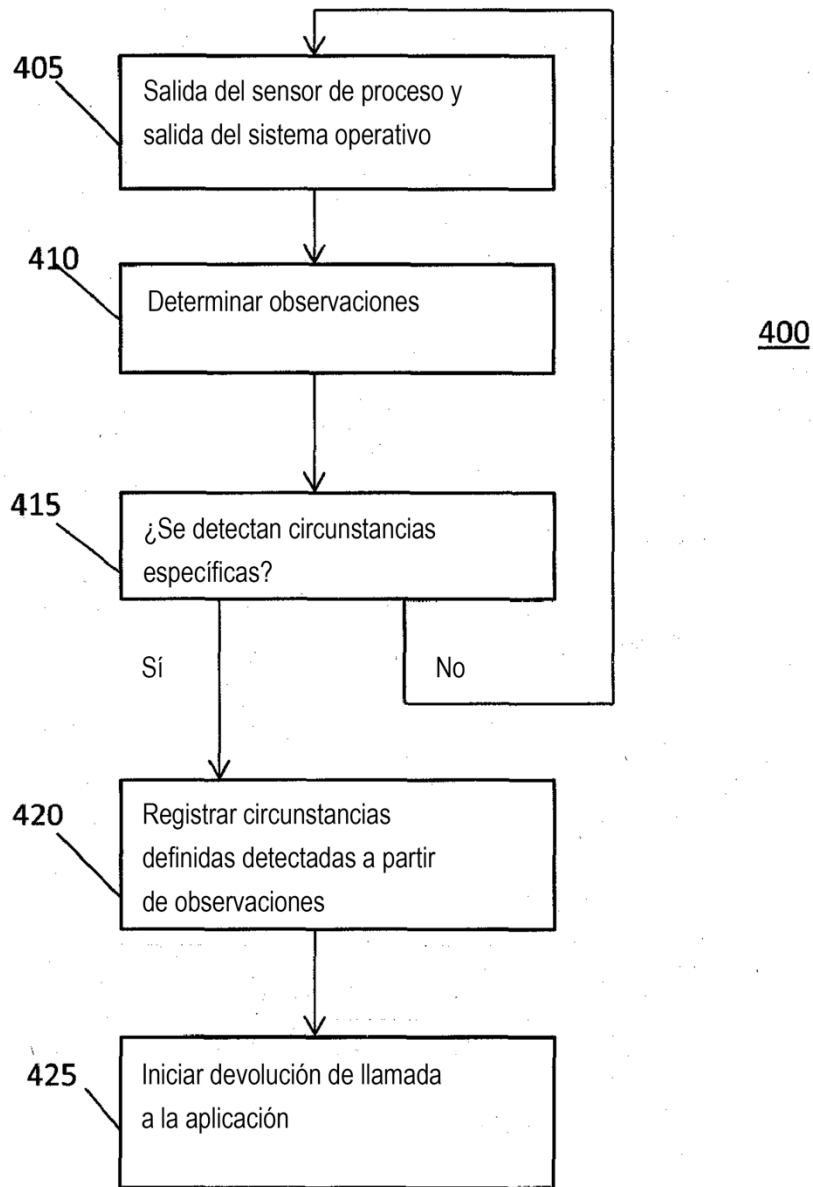 405
Salida del sensor de proceso y
salida del sistema operativo
410
Determinar observaciones
400
415
¿Se detectan circunstancias
específicas?
Sí
No
420
Registrar circunstancias
definidas detectadas a partir
de observaciones
425
Iniciar devolución de llamada
a la aplicación